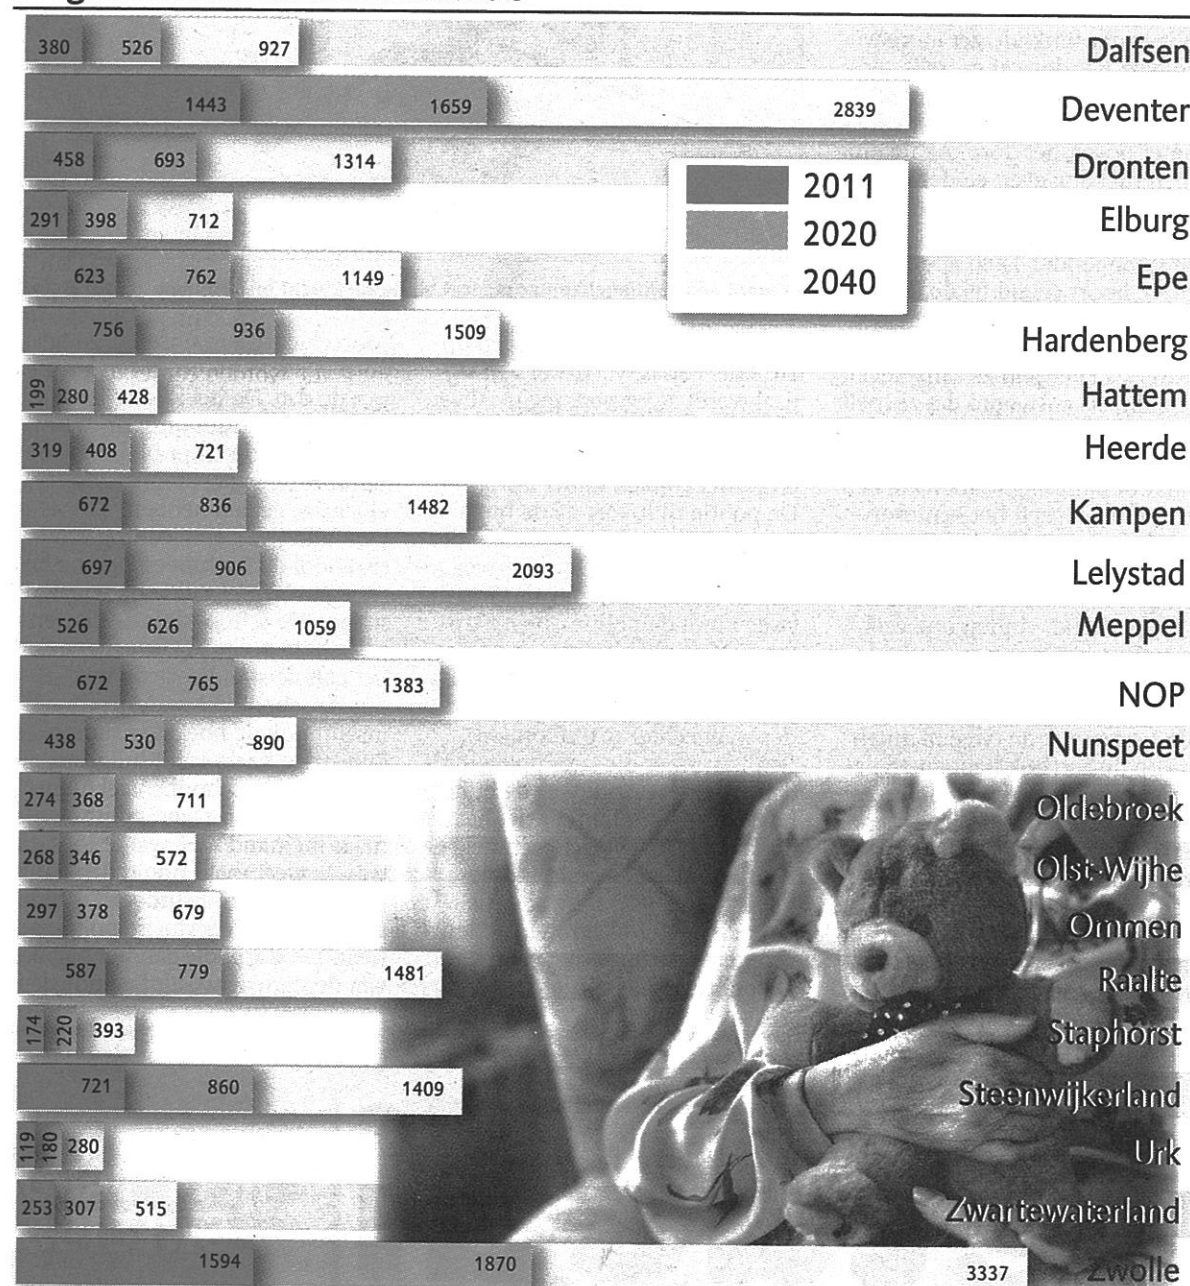 380 526 927 Dalfsen
1443 1659 2839 Deventer
458 693 1314 Dronten
2011
291 398 712 Elburg
2020
623 762 1149 Epe
2040
756 936 1509 Hardenberg
199 280 428 Hattem
319 408 721 Heerde
672 836 1482 Kampen
697 906 2093 Lelystad
526 626 1059 Meppel
672 765 1383 NOP
438 530 890 Nunspeet
274 368 711 Oldebroek
268 346 572 Olst-Wijhe
297 378 679 Ommen
587 779 1481 Raalte
174 220 393 Staphorst
721 860 1409 Steenwijkerland
119 180 280 Urk
253 307 515 Zwartewaterland
1594 1870 3337 Zwolle